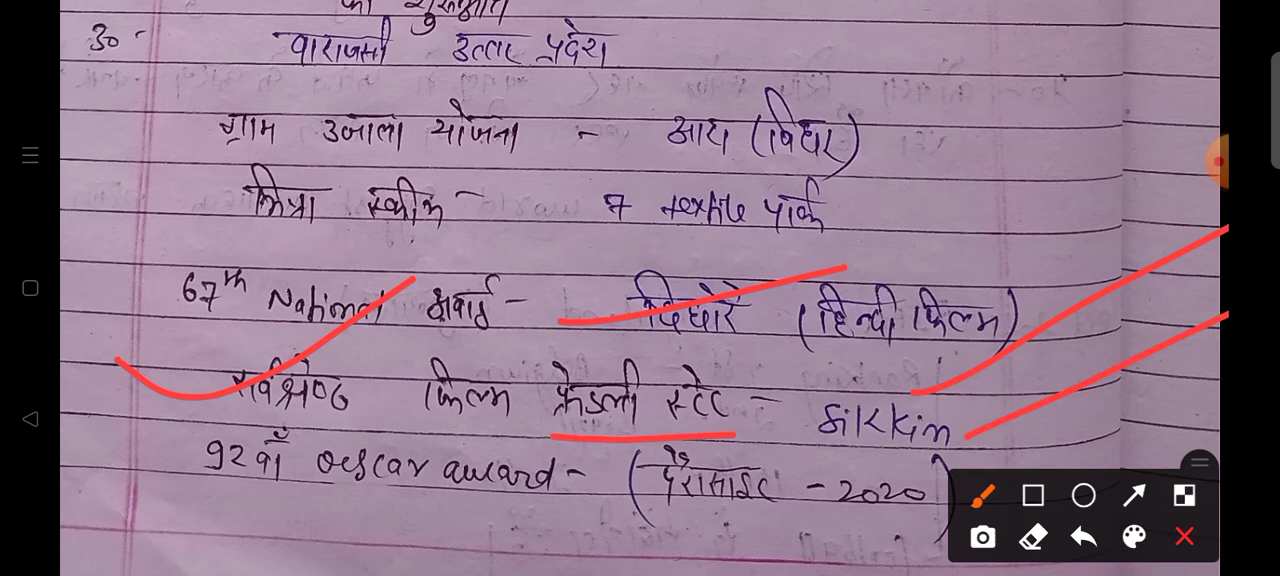 की शुरुआत
उ० - वाराणसी उत्तर प्रदेश
ग्राम उजाला योजना - आरा (बिहार)
मित्रा स्कीम - 7 textile पार्क
67th National अवार्ड - छिछोरे (हिन्दी फिल्म)
सर्वश्रेष्ठ फिल्म फ्रेंडली स्टेट - Sikkim
92वाँ oscar award - (पैरासाइट - 2020)